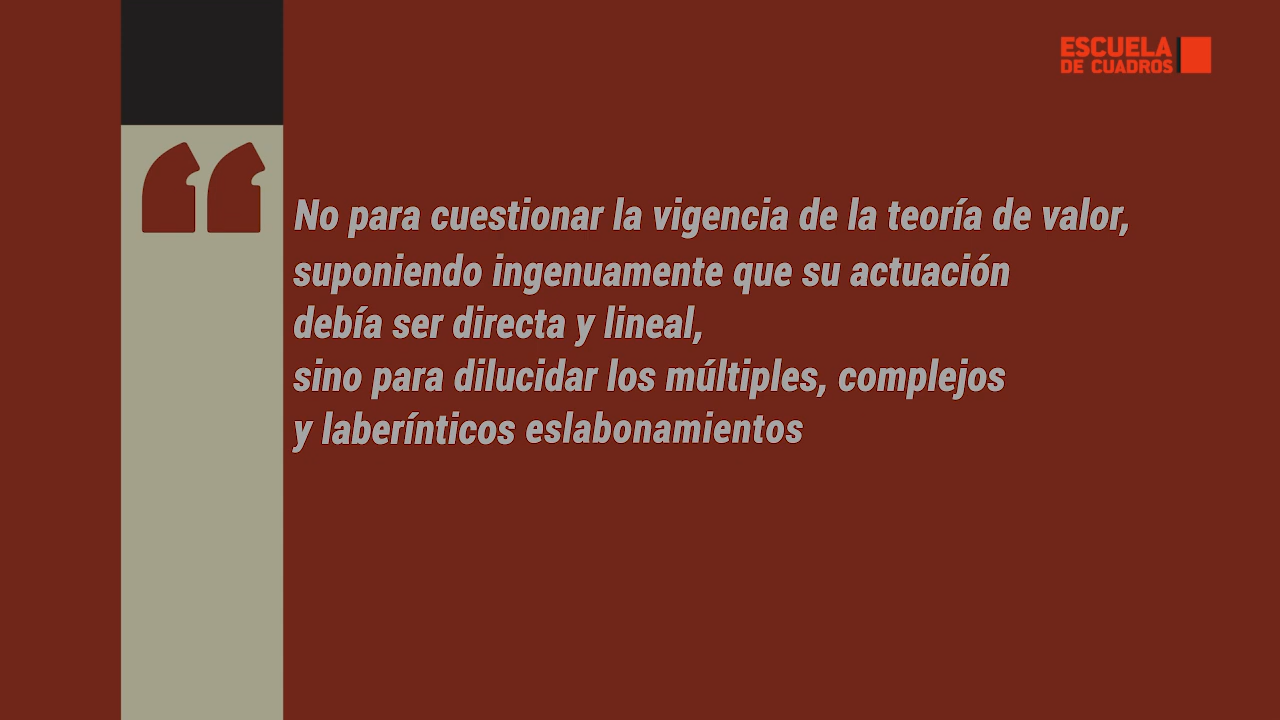 ESCUELA
DE CUADROS
No para cuestionar la vigencia de la teoría de valor,
suponiendo ingenuamente que su actuación
debía ser directa y lineal,
sino para dilucidar los múltiples, complejos
y laberínticos eslabonamientos